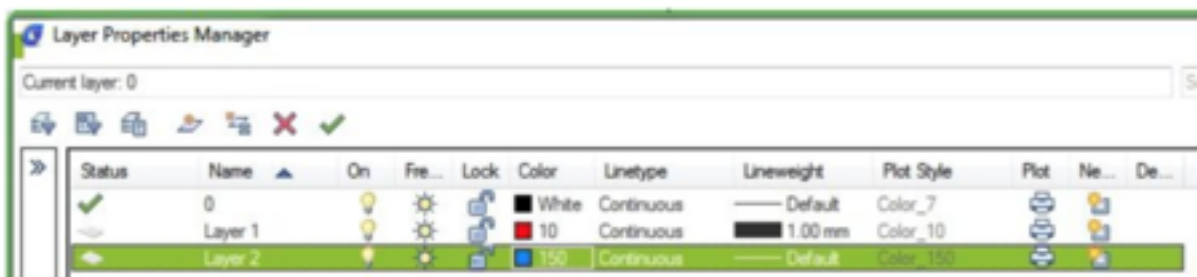 Layer Properties Manager
Current layer: 0
Status Name On Fre... Lock Color Linetype Lineweight Plot Style Plot Ne... De...
0 White Continuous Default Color_7
Layer 1 10 Continuous 1.00 mm Color_10
Layer 2 150 Continuous Default Color_150